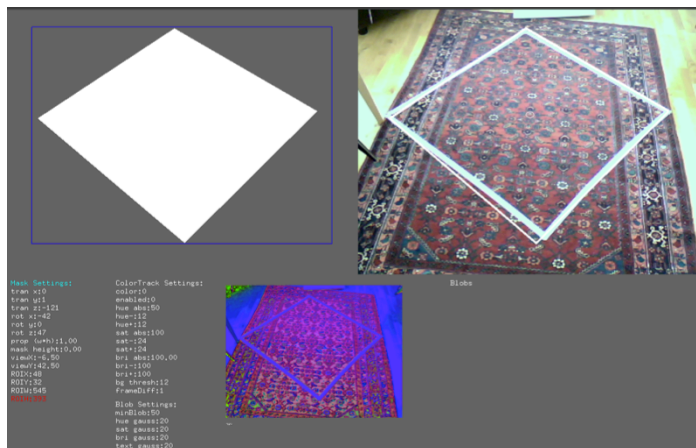 Mask Settings:
tran x:0
tran y:1
tran z:-121
rot x:-42
rot y:0
rot z:47
prop (w*h):1,00
mask height:0,00
viewX:-6,50
viewY:42,50
ROIX:48
ROIY:32
ROIW:545
ColorTrack Settings:
color:0
enabled:0
hue abs:50
hue-:12
hue+:12
sat abs:100
sat-:24
sat+:24
bri abs:100,00
bri-:100
bri+:100
bg thresh:12
frameDiff:1
Blob Settings:
minBlob:50
hue gauss:20
sat gauss:20
bri gauss:20
text gauss:20
Blobs